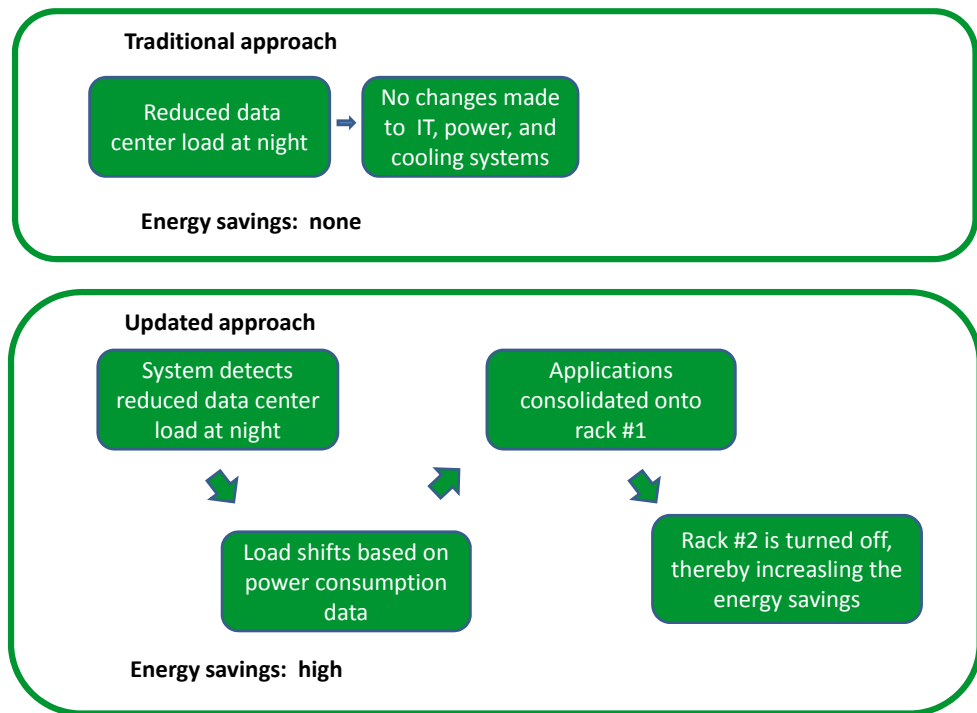 Traditional approach
Reduced data
center load at night
No changes made
to IT, power, and
cooling systems
Energy savings: none
Updated approach
System detects
reduced data center
load at night
Load shifts based on
power consumption
data
Applications
consolidated onto
rack #1
Rack #2 is turned off,
thereby increasling the
energy savings
Energy savings: high